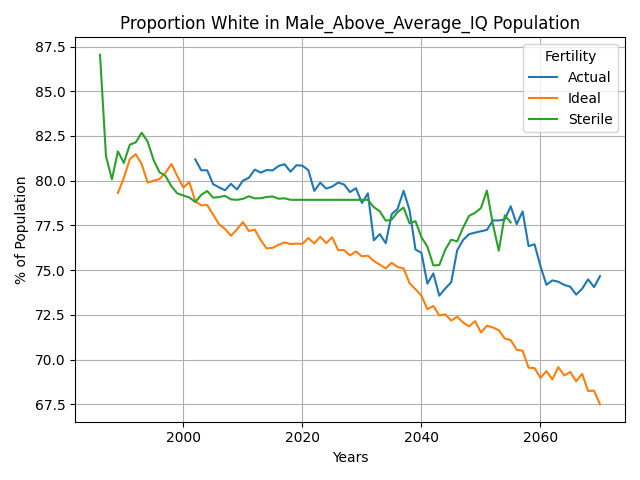 Proportion White in Male_Above_Average_IQ Population
87.5
85.0
82.5
80.0
77.5
75.0
72.5
70.0
67.5
% of Population
Fertility
Actual
Ideal
Sterile
2000
2020
2040
2060
Years